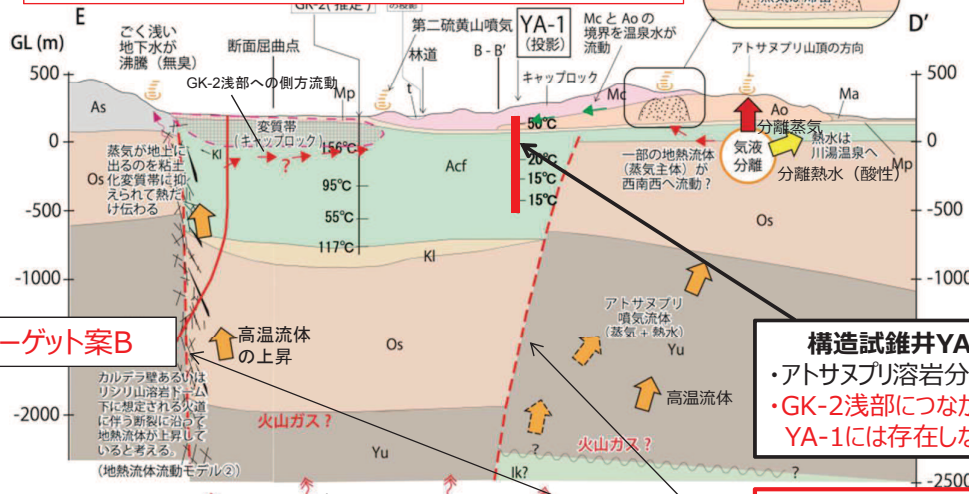 E
GK-2(推定)
D'
GL (m)
ごく浅い
地下水が
沸騰（無臭）
断面屈曲点
第二硫黄山噴気
YA-1
(投影)
McとAoの
境界を温泉水が
流動
林道
B - B'
アトサヌプリ山頂の方向
GK-2浅部への側方流動
キャップロック
500
500
As
Mp
t
Mc
Ao
Ma
変質帯
(キャップロック)
50℃
分離蒸気
0
0
Kl
?
156℃
気液
分離
熱水は
川湯温泉へ
Mp
蒸気が地上に
出るのを粘土
化変質帯に抑
えられて熱だ
け伝わる
Acf
20℃
15℃
15℃
一部の地熱流体
(蒸気主体)が
西南西へ流動？
分離熱水（酸性）
Os
95℃
55℃
117℃
-500
-500
Os
Kl
-1000
-1000
アトサヌプリ
噴気流体
(蒸気＋熱水)
Yu
ーゲット案B
高温流体
の上昇
Os
構造試錐井YA
・アトサヌプリ溶岩分
・GK-2浅部につなが
YA-1には存在しな
カルデラ壁あるいは
リシリ山溶岩ドーム
下に想定される火道
に伴う断裂に沿って
地熱流体が上昇して
いると考える。
(地熱流体流動モデル②)
高温流体
-2000
火山ガス？
火山ガス？
Yu
?
Ik?
?
-2500